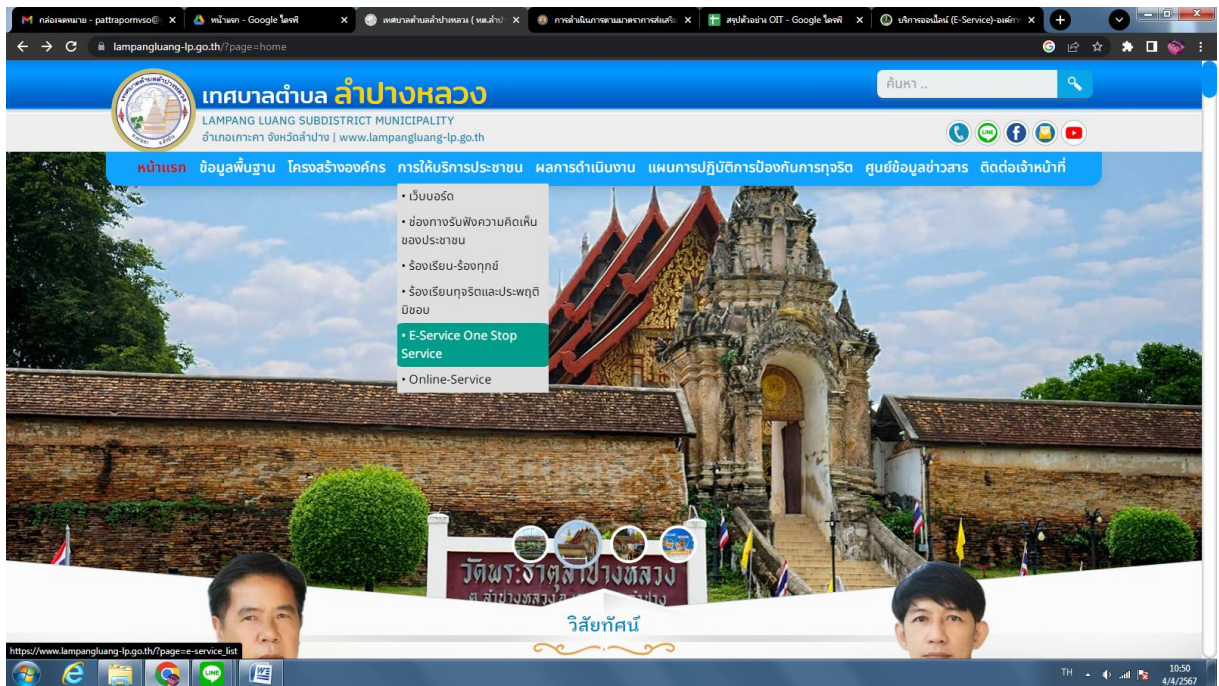 กล่องจดหมาย - pattrapornvso@
หน้าแรก - Google ไดรฟ์
เทศบาลตำบลลำปางหลวง ( ทต.ลำปา
การดำเนินการตามมาตรการส่งเสริม
สรุปตัวอย่าง OIT - Google ไดรฟ์
บริการออนไลน์ (E-Service)-องค์กา
lampangluang-lp.go.th/?page=home
เทศบาลตำบล ลำปางหลวง
LAMPANG LUANG SUBDISTRICT MUNICIPALITY
อำเภอเกาะคา จังหวัดลำปาง | www.lampangluang-lp.go.th
ค้นหา ..
หน้าแรก ข้อมูลพื้นฐาน โครงสร้างองค์กร การให้บริการประชาชน ผลการดำเนินงาน แผนการปฏิบัติการป้องกันการทุจริต ศูนย์ข้อมูลข่าวสาร ติดต่อเจ้าหน้าที่
• เว็บบอร์ด
• ช่องทางรับฟังความคิดเห็น
ของประชาชน
• ร้องเรียน-ร้องทุกข์
• ร้องเรียนทุจริตและประพฤติ
มิชอบ
• E-Service One Stop
Service
• Online-Service
วัดพระธาตุลำปางหลวง
วิสัยทัศน์
https://www.lampangluang-lp.go.th/?page=e-service_list
TH
10:50
4/4/2567